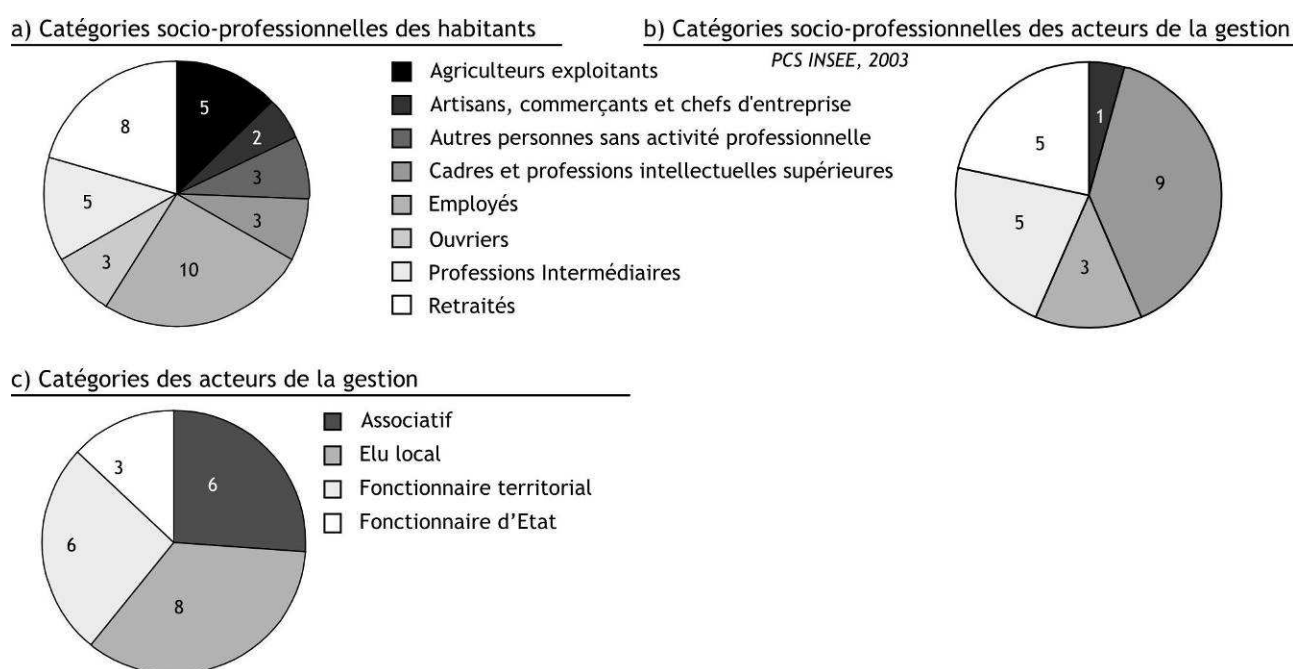 a) Catégories socio-professionnelles des habitants
5
2
3
3
10
3
5
8
Agriculteurs exploitants
Artisans, commerçants et chefs d'entreprise
Autres personnes sans activité professionnelle
Cadres et professions intellectuelles supérieures
Employés
Ouvriers
Professions Intermédiaires
Retraités
b) Catégories socio-professionnelles des acteurs de la gestion
PCS INSEE, 2003
1
9
3
5
5
c) Catégories des acteurs de la gestion
6
8
6
3
Associatif
Elu local
Fonctionnaire territorial
Fonctionnaire d’Etat